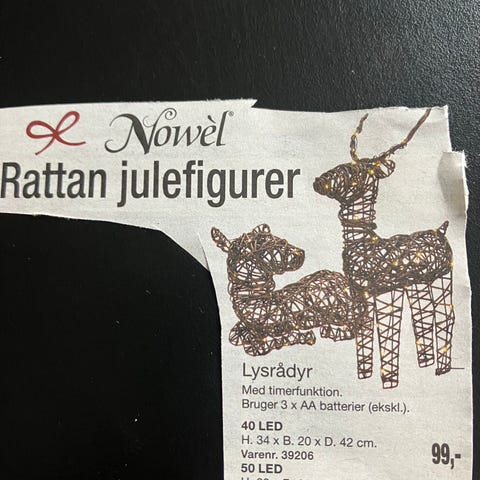 Nowèl®
Rattan julefigurer
Lysrådyr
Med timerfunktion.
Bruger 3 x AA batterier (ekskl.).
40 LED
H. 34 x B. 20 x D. 42 cm.
Varenr. 39206
99,-
50 LED